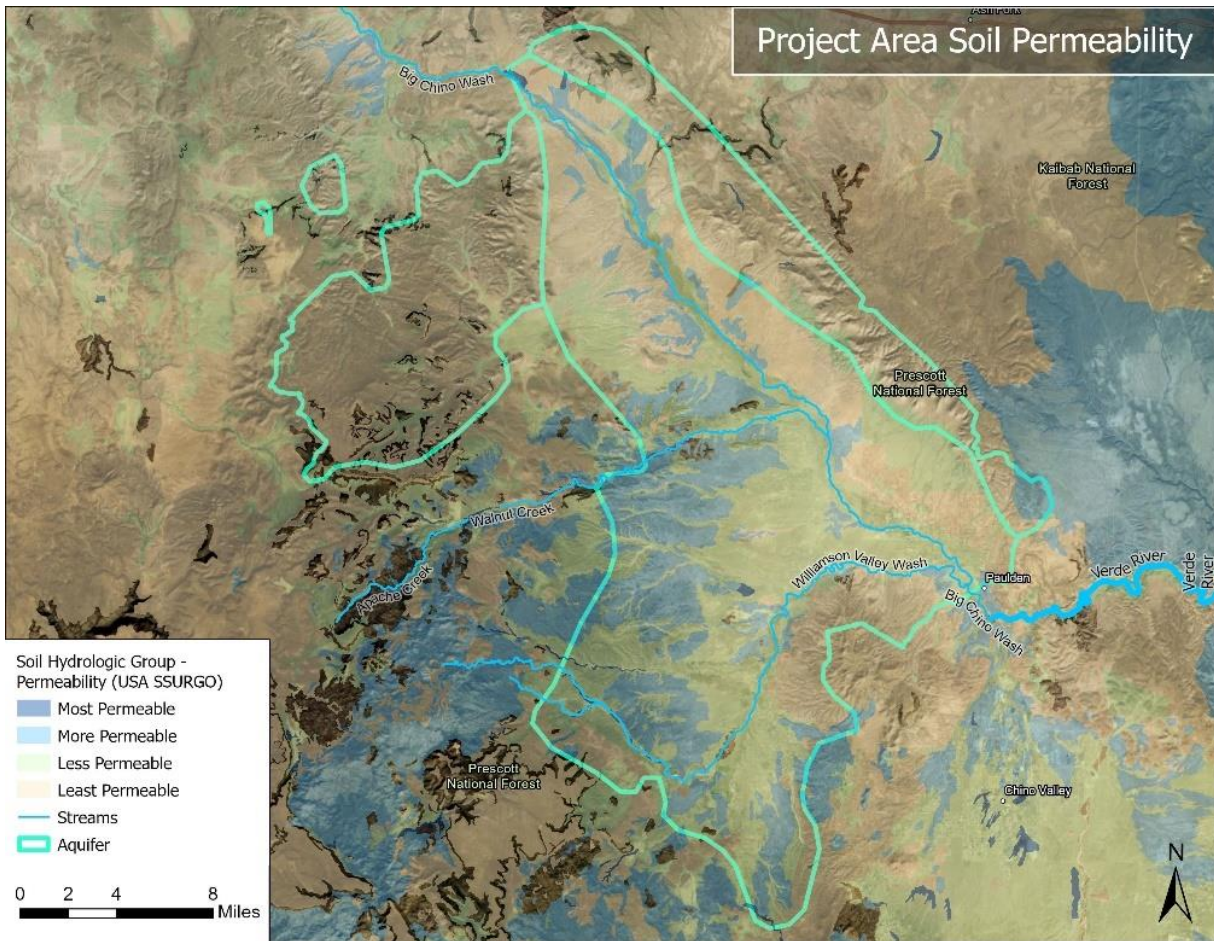 Ash Fork
Project Area Soil Permeability
Big Chino Wash
Kaibab National
Forest
Prescott
National Forest
Walnut Creek
Apache Creek
Williamson Valley Wash
Paulden
Verde River
Verde
River
Big Chino Wash
Prescott
National Forest
Chino Valley
Soil Hydrologic Group -
Permeability (USA SSURGO)
Most Permeable
More Permeable
Less Permeable
Least Permeable
Streams
Aquifer
0 2 4 8
Miles
N